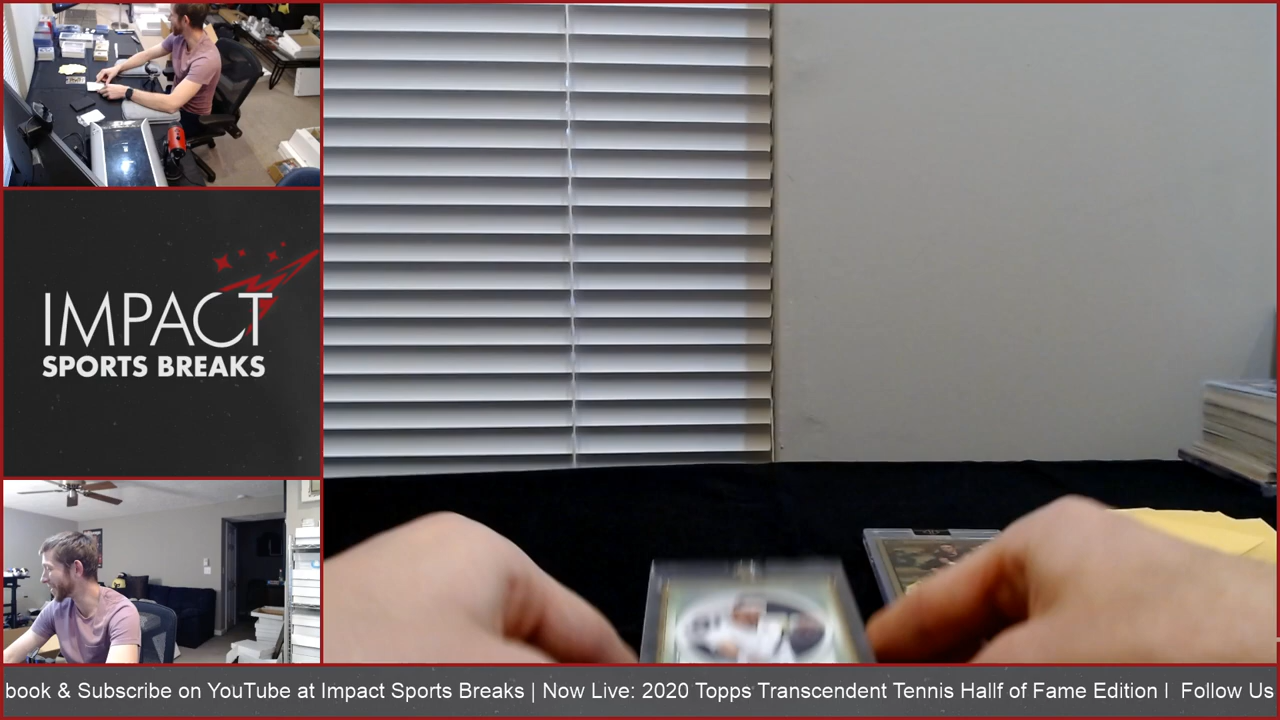 IMPACT
SPORTS BREAKS
book & Subscribe on YouTube at Impact Sports Breaks | Now Live: 2020 Topps Transcendent Tennis Hallf of Fame Edition | Follow Us